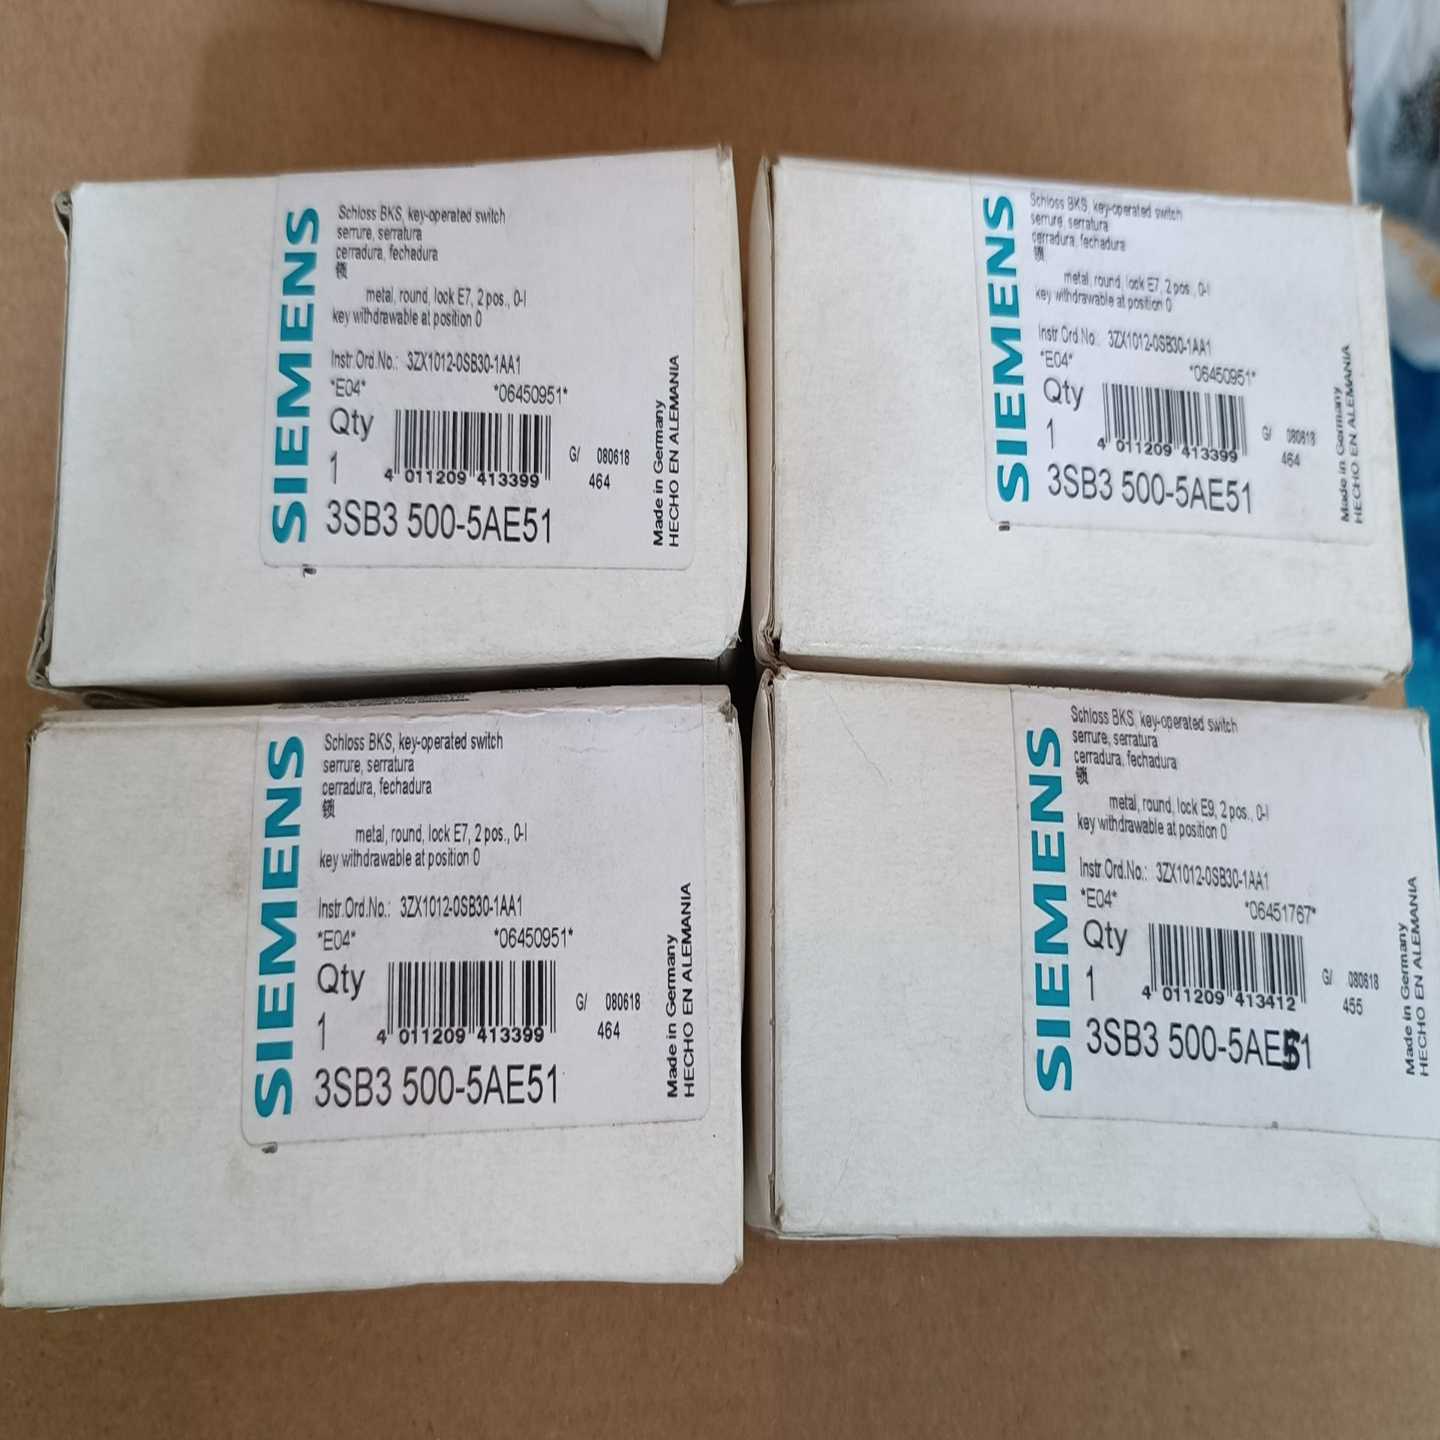 SIEMENS
Schloss BKS, key-operated switch
serrure, serratura
cerradura, fechadura
锁
metal, round, lock E7, 2 pos., 0-I
key withdrawable at position 0
Instr.Ord.No.: 3ZX1012-0SB30-1AA1
*E04* *06450951*
Qty
1
4 011209 413399
G/ 080618
464
3SB3 500-5AE51
Made in Germany
HECHO EN ALEMANIA
SIEMENS
Schloss BKS, key-operated switch
serrure, serratura
cerradura, fechadura
锁
metal, round, lock E7, 2 pos., 0-I
key withdrawable at position 0
Instr.Ord.No.: 3ZX1012-0SB30-1AA1
*E04* *06450951*
Qty
1
4 011209 413399
G/ 080618
464
3SB3 500-5AE51
Made in Germany
HECHO EN ALEMANIA
SIEMENS
Schloss BKS, key-operated switch
serrure, serratura
cerradura, fechadura
锁
metal, round, lock E7, 2 pos., 0-I
key withdrawable at position 0
Instr.Ord.No.: 3ZX1012-0SB30-1AA1
*E04* *06450951*
Qty
1
4 011209 413399
G/ 080618
464
3SB3 500-5AE51
Made in Germany
HECHO EN ALEMANIA
SIEMENS
Schloss BKS, key-operated switch
serrure, serratura
cerradura, fechadura
锁
metal, round, lock E9, 2 pos., 0-I
key withdrawable at position 0
Instr.Ord.No.: 3ZX1012-0SB30-1AA1
*E04* *06451767*
Qty
1
4 011209 413412
G/ 080618
455
3SB3 500-5AE51
Made in Germany
HECHO EN ALEMANIA